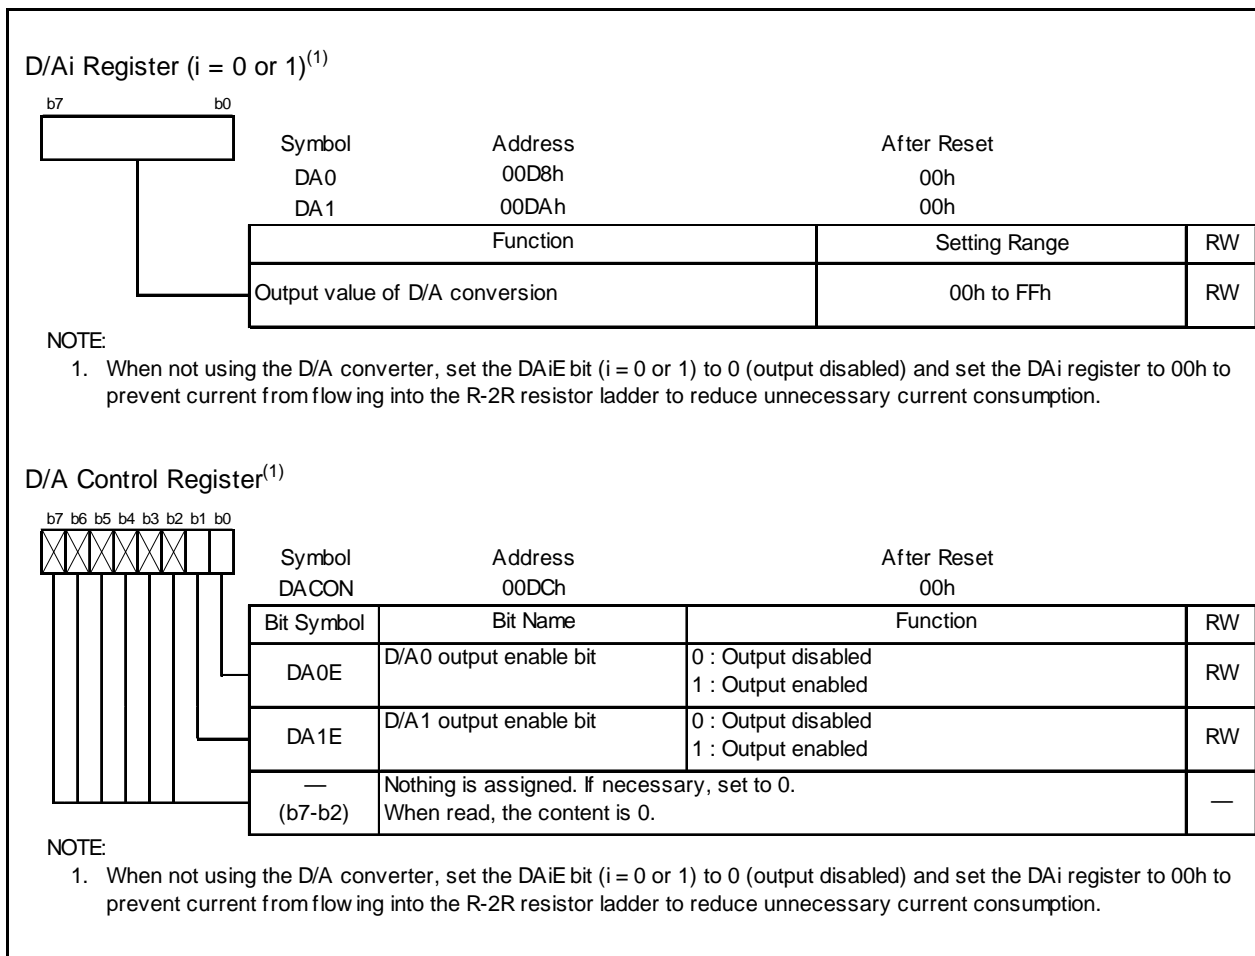 D/Ai Register (i = 0 or 1)(1)
b7 b0
Symbol Address After Reset
DA0 00D8h 00h
DA1 00DAh 00h
Function Setting Range RW
Output value of D/A conversion 00h to FFh RW
NOTE:
1. When not using the D/A converter, set the DAiE bit (i = 0 or 1) to 0 (output disabled) and set the DAi register to 00h to
prevent current from flowing into the R-2R resistor ladder to reduce unnecessary current consumption.
D/A Control Register(1)
b7 b6 b5 b4 b3 b2 b1 b0
Symbol Address After Reset
DACON 00DCh 00h
Bit Symbol Bit Name Function RW
DA0E D/A0 output enable bit 0 : Output disabled RW
1 : Output enabled
DA1E D/A1 output enable bit 0 : Output disabled RW
1 : Output enabled
— Nothing is assigned. If necessary, set to 0. —
(b7-b2) When read, the content is 0.
NOTE:
1. When not using the D/A converter, set the DAiE bit (i = 0 or 1) to 0 (output disabled) and set the DAi register to 00h to
prevent current from flowing into the R-2R resistor ladder to reduce unnecessary current consumption.